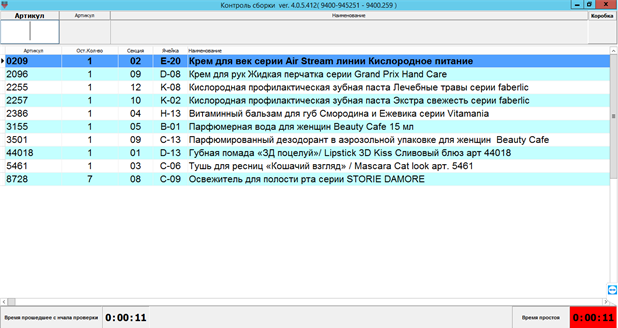 Контроль сборки ver. 4.0.5.412( 9400-945251 - 9400.259 )
Артикул Артикул Наименование Коробка
Артикул Ост.Кол-во Секция Ячейка Наименование
0209 1 02 E-20 Крем для век серии Air Stream линии Кислородное питание
2096 1 09 D-08 Крем для рук Жидкая перчатка серии Grand Prix Hand Care
2255 1 12 K-08 Кислородная профилактическая зубная паста Лечебные травы серии faberlic
2257 1 10 K-02 Кислородная профилактическая зубная паста Экстра свежесть серии faberlic
2386 1 04 H-13 Витаминный бальзам для губ Смородина и Ежевика серии Vitamania
3155 1 05 B-01 Парфюмерная вода для женщин Beauty Cafe 15 мл
3501 1 09 C-13 Парфюмированный дезодорант в аэрозольной упаковке для женщин Beauty Cafe
44018 1 01 D-13 Губная помада «3Д поцелуй»/ Lipstick 3D Kiss Сливовый блюз арт 44018
5461 1 03 C-06 Тушь для ресниц «Кошачий взгляд» / Mascara Cat look арт. 5461
8728 7 08 C-09 Освежитель для полости рта серии STORIE DAMORE
Время прошедшее с начала проверки 0:00:11 Время простоя 0:00:11